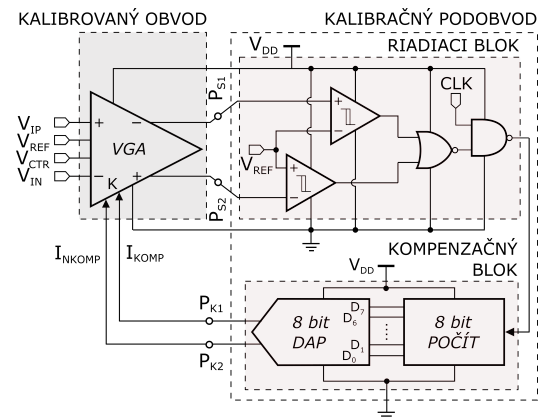 KALIBROVANÝ OBVOD
KALIBRAČNÝ PODOBVOD
RIADIACI BLOK
VDD
PS1
CLK
VIP
VREF
VCTR
VIN
+
−
−
+
VGA
K
+
−
VREF
+
−
PS2
INKOMP
IKOMP
KOMPENZAČNÝ
BLOK
VDD
PK1
PK2
8 bit
DAP
D7
D6
D1
D0
8 bit
POČÍT